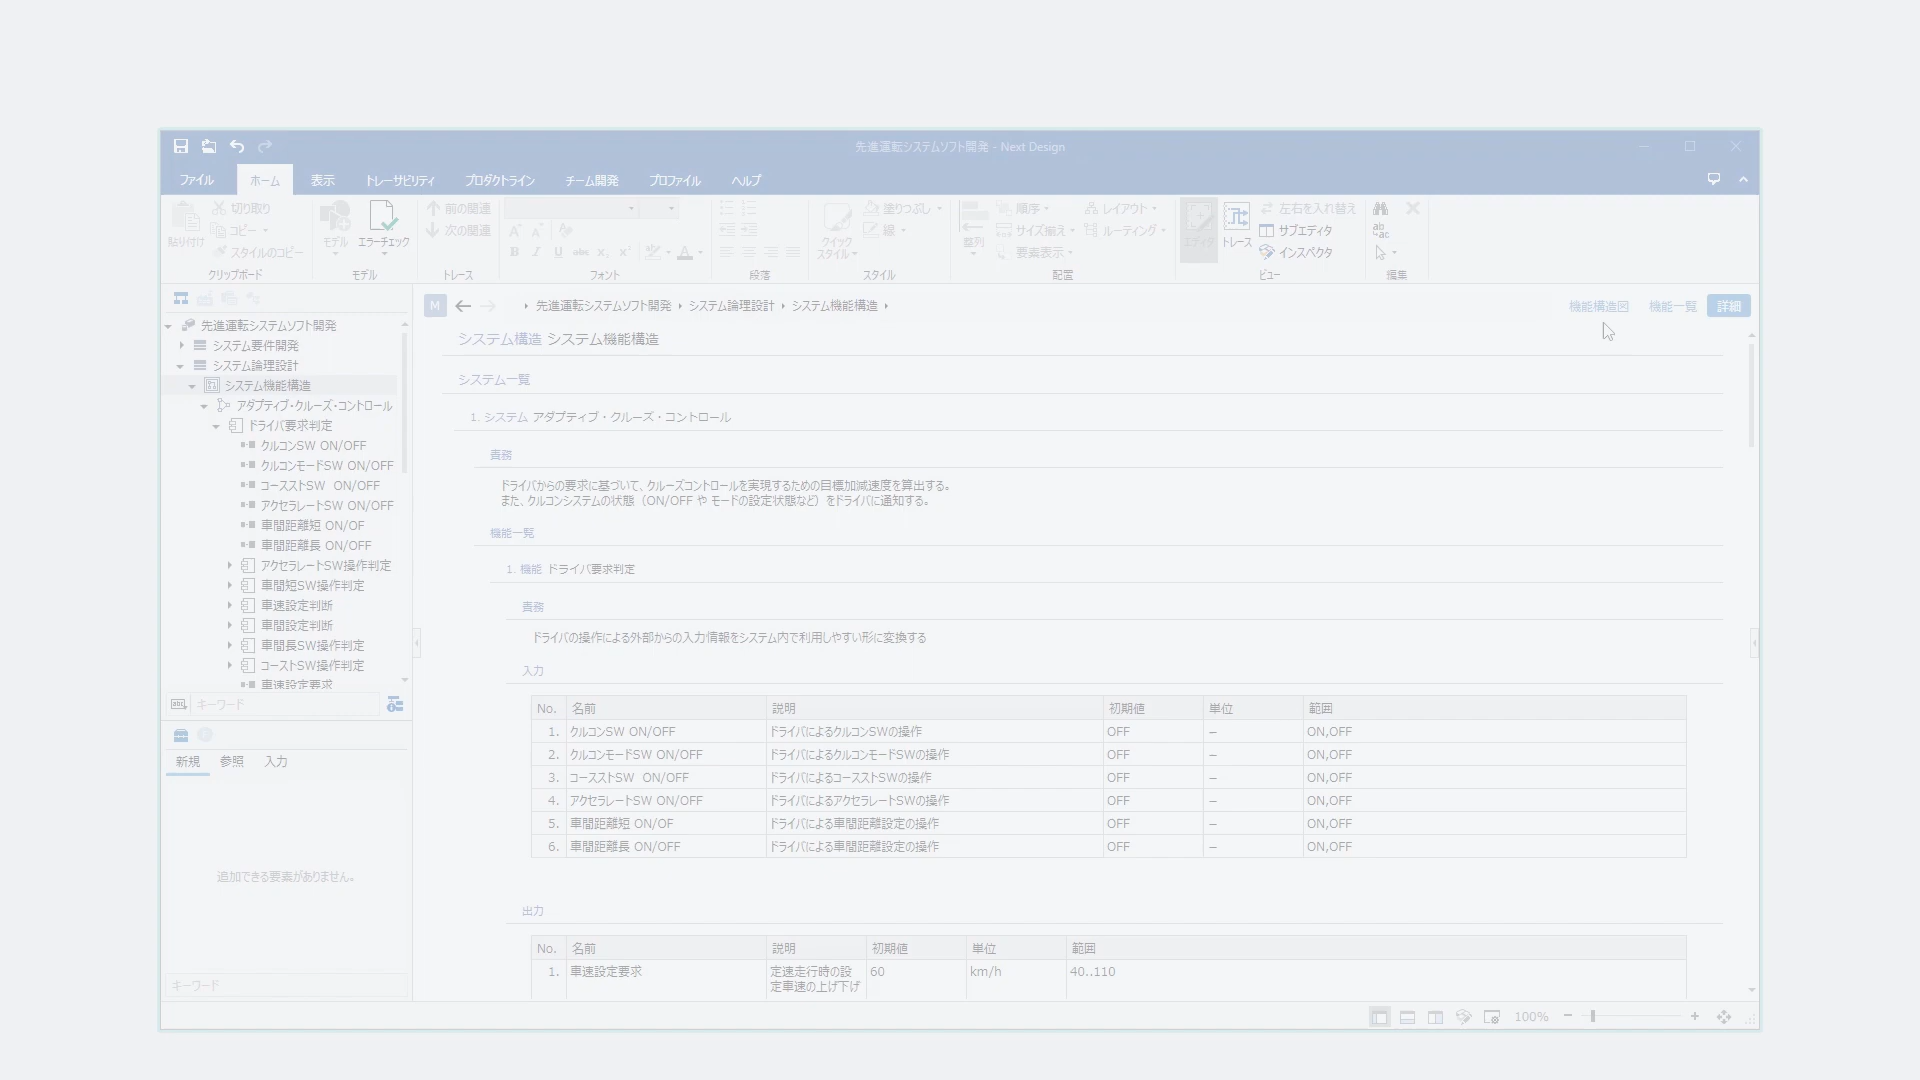 先進運転システムソフト開発 - Next Design
ファイル ホーム 表示 トレーサビリティ プロダクトライン チーム開発 プロファイル ヘルプ
貼り付け 切り取り コピー スタイルのコピー クリップボード
モデル エラーチェック モデル
前の関連 次の関連 トレース
フォント
段落
クイックスタイル 塗りつぶし 線 スタイル
整列 順序 サイズ揃え 要素表示 レイアウト ルーティング 配置
エディタ トレース 左右を入れ替え サブエディタ インスペクタ ビュー
編集
先進運転システムソフト開発
システム要件開発
システム論理設計
システム機能構造
アダプティブ・クルーズ・コントロール
ドライバ要求判定
クルコンSW ON/OFF
クルコンモードSW ON/OFF
コースストSW  ON/OFF
アクセラレートSW ON/OFF
車間距離短 ON/OF
車間距離長 ON/OFF
アクセラレートSW操作判定
車間短SW操作判定
車速設定判断
車間設定判断
車間長SW操作判定
コーストSW操作判定
車速設定要求
キーワード
新規 参照 入力
追加できる要素がありません。
キーワード
M 先進運転システムソフト開発 システム論理設計 システム機能構造
機能構造図 機能一覧 詳細
システム構造 システム機能構造
システム一覧
1. システム アダプティブ・クルーズ・コントロール
責務
ドライバからの要求に基づいて、クルーズコントロールを実現するための目標加減速度を算出する。
また、クルコンシステムの状態（ON/OFF や モードの設定状態など）をドライバに通知する。
機能一覧
1. 機能 ドライバ要求判定
責務
ドライバの操作による外部からの入力情報をシステム内で利用しやすい形に変換する
入力
No. 名前 説明 初期値 単位 範囲
1. クルコンSW ON/OFF ドライバによるクルコンSWの操作 OFF – ON,OFF
2. クルコンモードSW ON/OFF ドライバによるクルコンモードSWの操作 OFF – ON,OFF
3. コースストSW  ON/OFF ドライバによるコースストSWの操作 OFF – ON,OFF
4. アクセラレートSW ON/OFF ドライバによるアクセラレートSWの操作 OFF – ON,OFF
5. 車間距離短 ON/OF ドライバによる車間距離設定の操作 OFF – ON,OFF
6. 車間距離長 ON/OFF ドライバによる車間距離設定の操作 OFF – ON,OFF
出力
No. 名前 説明 初期値 単位 範囲
1. 車速設定要求 定速走行時の設 60 km/h 40..110
定車速の上げ下げ
100%